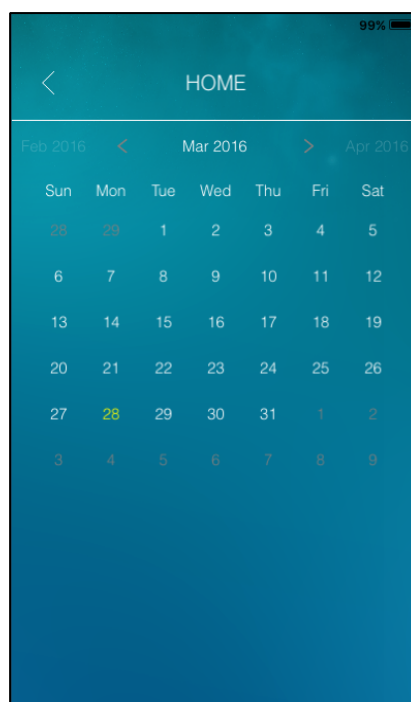 99%
HOME
Feb 2016 < Mar 2016 > Apr 2016
Sun Mon Tue Wed Thu Fri Sat
28 29 1 2 3 4 5
6 7 8 9 10 11 12
13 14 15 16 17 18 19
20 21 22 23 24 25 26
27 28 29 30 31 1 2
3 4 5 6 7 8 9